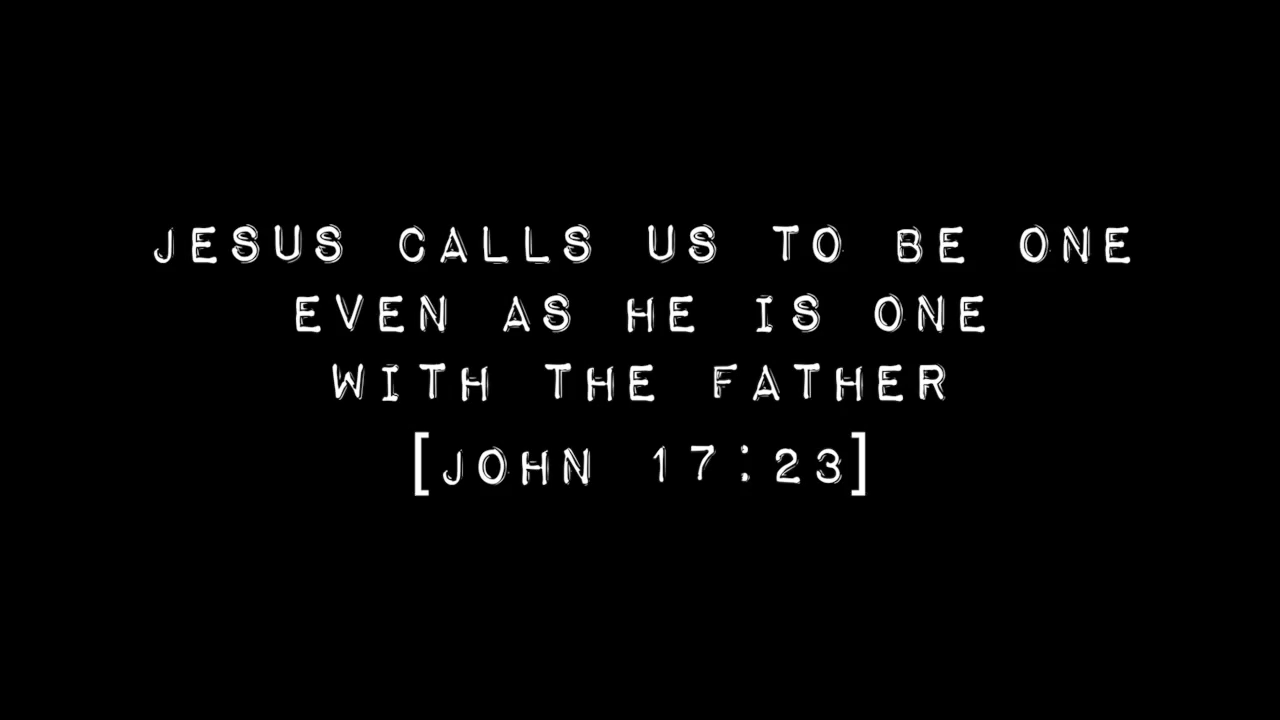 JESUS CALLS US TO BE ONE
EVEN AS HE IS ONE
WITH THE FATHER
[JOHN 17:23]